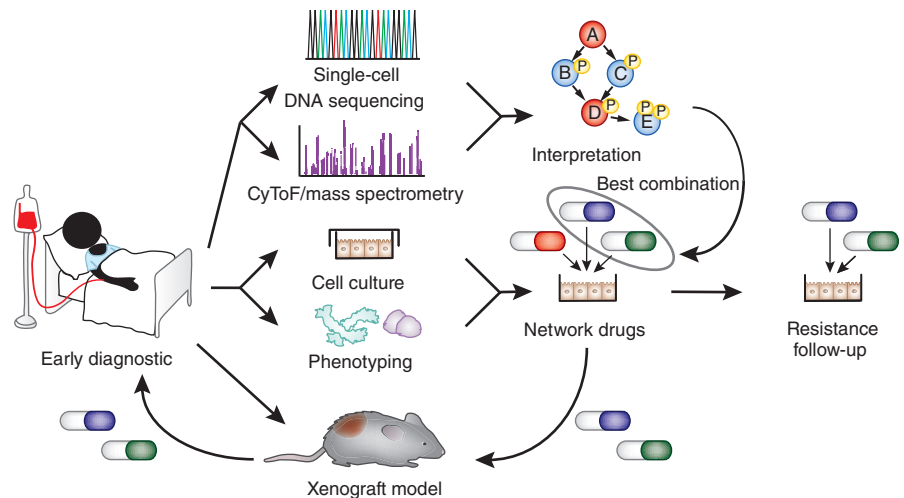 Single-cell
DNA sequencing
CyToF/mass spectrometry
A
B
P
C
P
D
P
E
P
P
Interpretation
Best combination
Cell culture
Phenotyping
Early diagnostic
Network drugs
Resistance
follow-up
Xenograft model